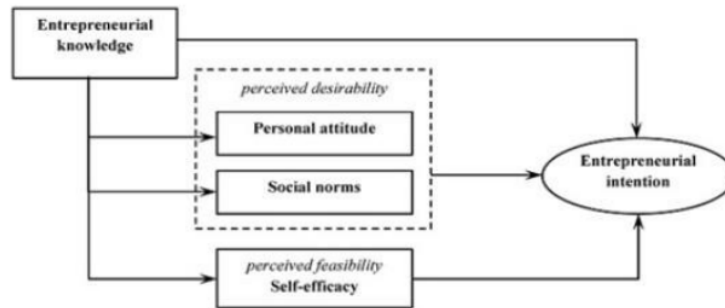 Entrepreneurial
knowledge
perceived desirability
Personal attitude
Social norms
Entrepreneurial
intention
perceived feasibility
Self-efficacy